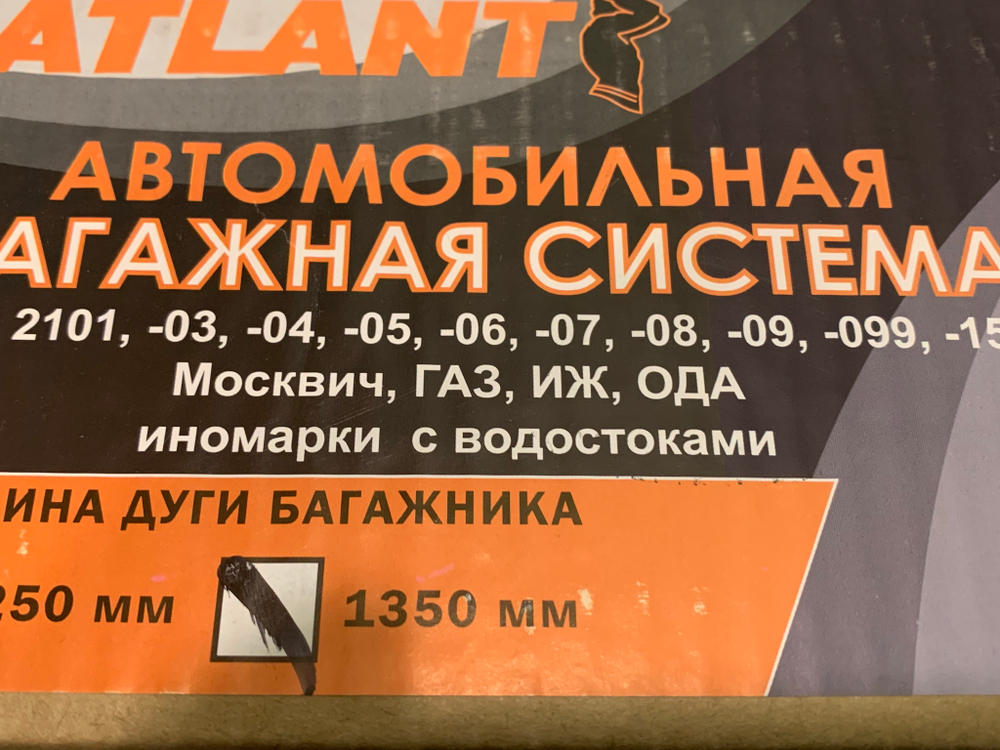 ATLANT
АВТОМОБИЛЬНАЯ
АГАЖНАЯ СИСТЕМА
2101, -03, -04, -05, -06, -07, -08, -09, -099, -15
Москвич, ГАЗ, ИЖ, ОДА
иномарки с водостоками
ИНА ДУГИ БАГАЖНИКА
250 мм 1350 мм